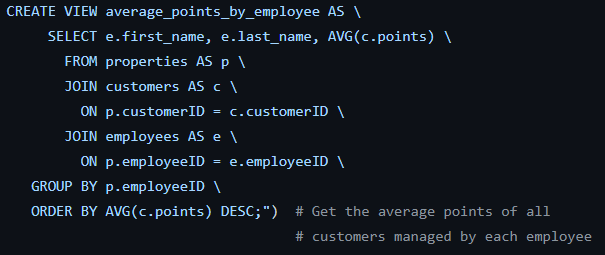 CREATE VIEW average_points_by_employee AS \
SELECT e.first_name, e.last_name, AVG(c.points) \
FROM properties AS p \
JOIN customers AS c \
ON p.customerID = c.customerID \
JOIN employees AS e \
ON p.employeeID = e.employeeID \
GROUP BY p.employeeID \
ORDER BY AVG(c.points) DESC;") # Get the average points of all
# customers managed by each employee